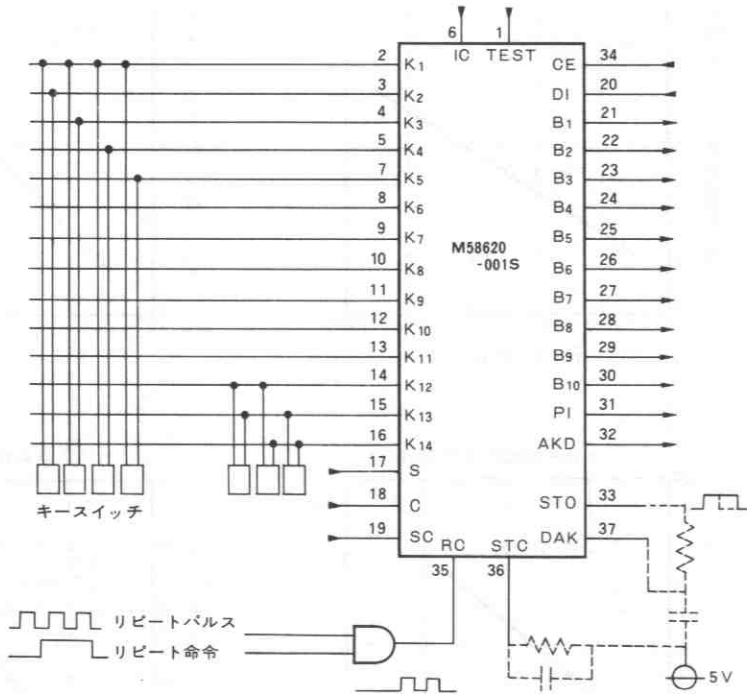 6 1
IC TEST
2 K1 CE 34
3 K2 DI 20
4 K3 B1 21
5 K4 B2 22
7 K5 B3 23
8 K6 B4 24
9 K7 B5 25
M58620
-001S
10 K8 B6 26
11 K9 B7 27
12 K10 B8 28
13 K11 B9 29
14 K12 B10 30
15 K13 PI 31
16 K14 AKD 32
17 S
18 C STO 33
19 SC DAK 37
RC STC
35 36
キースイッチ
リピートパルス
リピート命令
5V